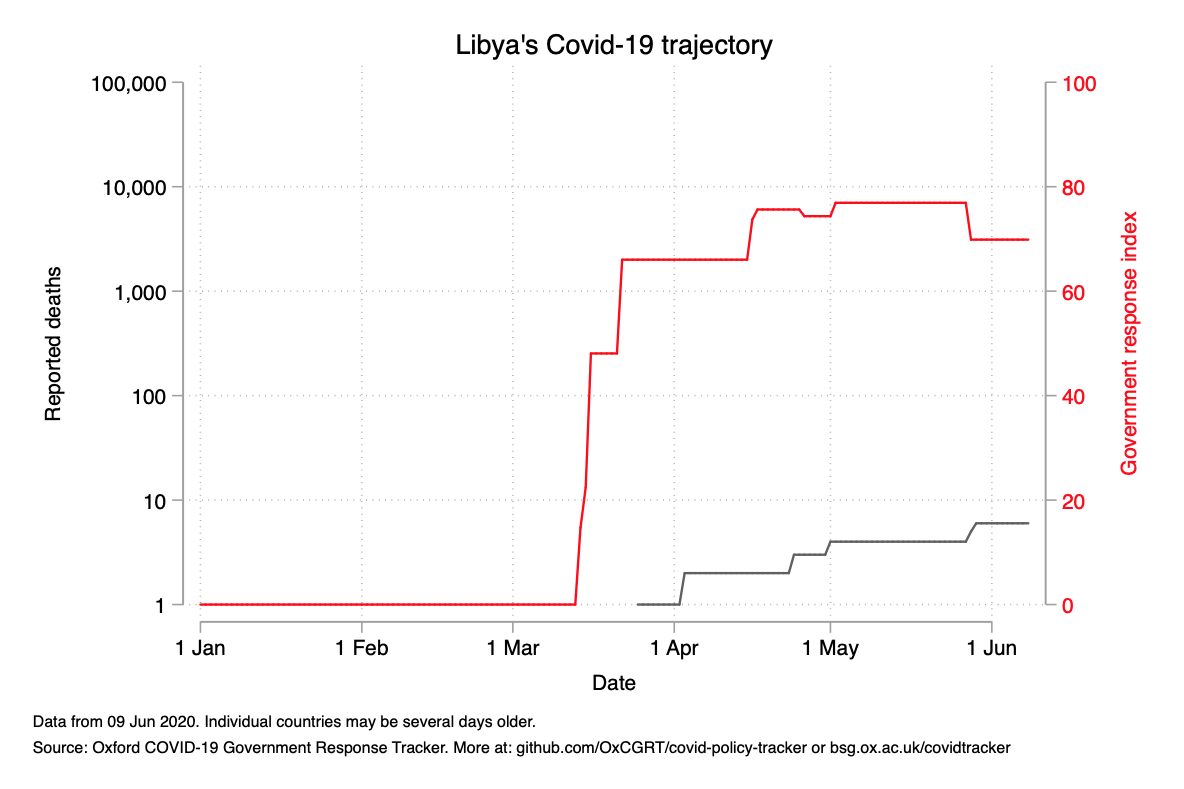 Libya's Covid-19 trajectory
100,000
10,000
1,000
100
10
1
Reported deaths
100
80
60
40
20
0
Government response index
1 Jan 1 Feb 1 Mar 1 Apr 1 May 1 Jun
Date
Data from 09 Jun 2020. Individual countries may be several days older.
Source: Oxford COVID-19 Government Response Tracker. More at: github.com/OxCGRT/covid-policy-tracker or bsg.ox.ac.uk/covidtracker